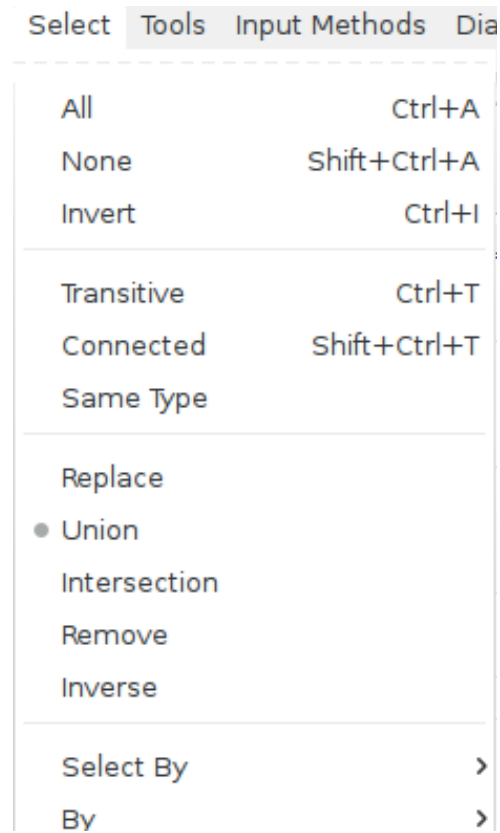 Select Tools Input Methods Dia
All Ctrl+A
None Shift+Ctrl+A
Invert Ctrl+I
Transitive Ctrl+T
Connected Shift+Ctrl+T
Same Type
Replace
Union
Intersection
Remove
Inverse
Select By
By